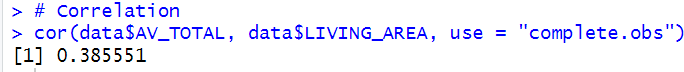 > # Correlation
> cor(data$AV_TOTAL, data$LIVING_AREA, use = "complete.obs")
[1] 0.385551